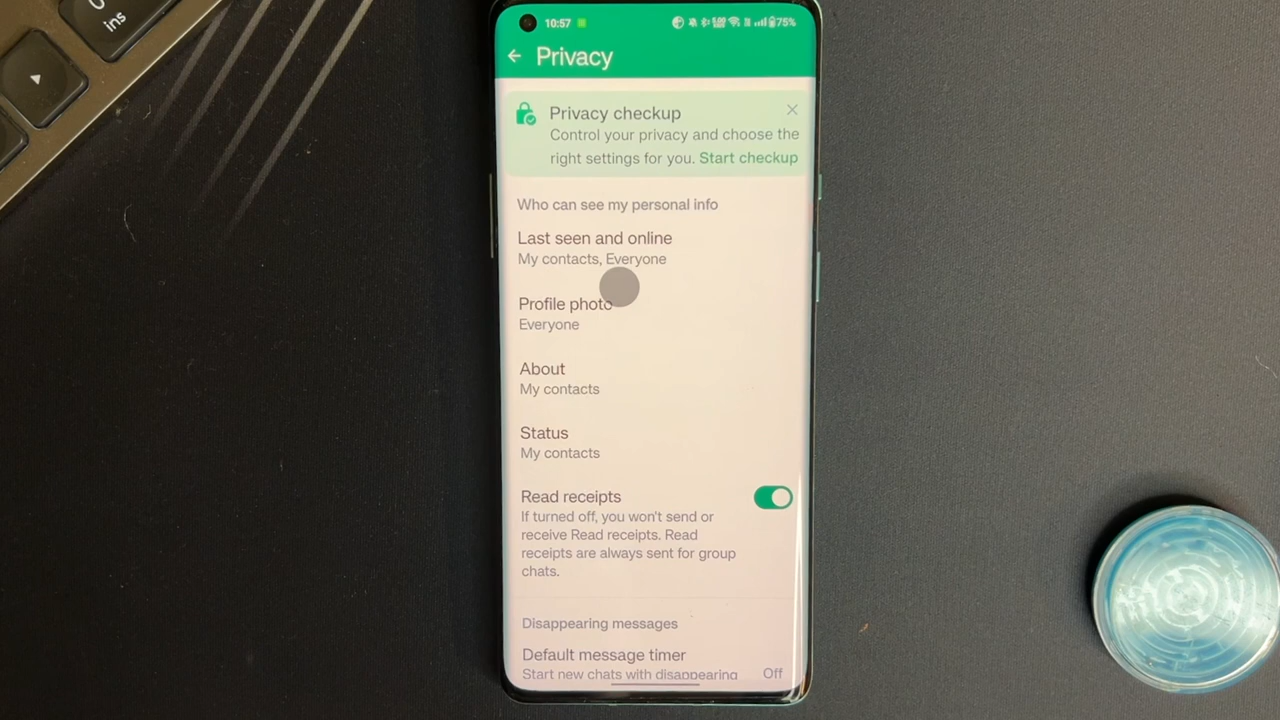 0
ins
10:57
75%
Privacy
Privacy checkup
Control your privacy and choose the
right settings for you. Start checkup
Who can see my personal info
Last seen and online
My contacts, Everyone
Profile photo
Everyone
About
My contacts
Status
My contacts
Read receipts
If turned off, you won't send or
receive Read receipts. Read
receipts are always sent for group
chats.
Disappearing messages
Default message timer
Start new chats with disappearing
Off